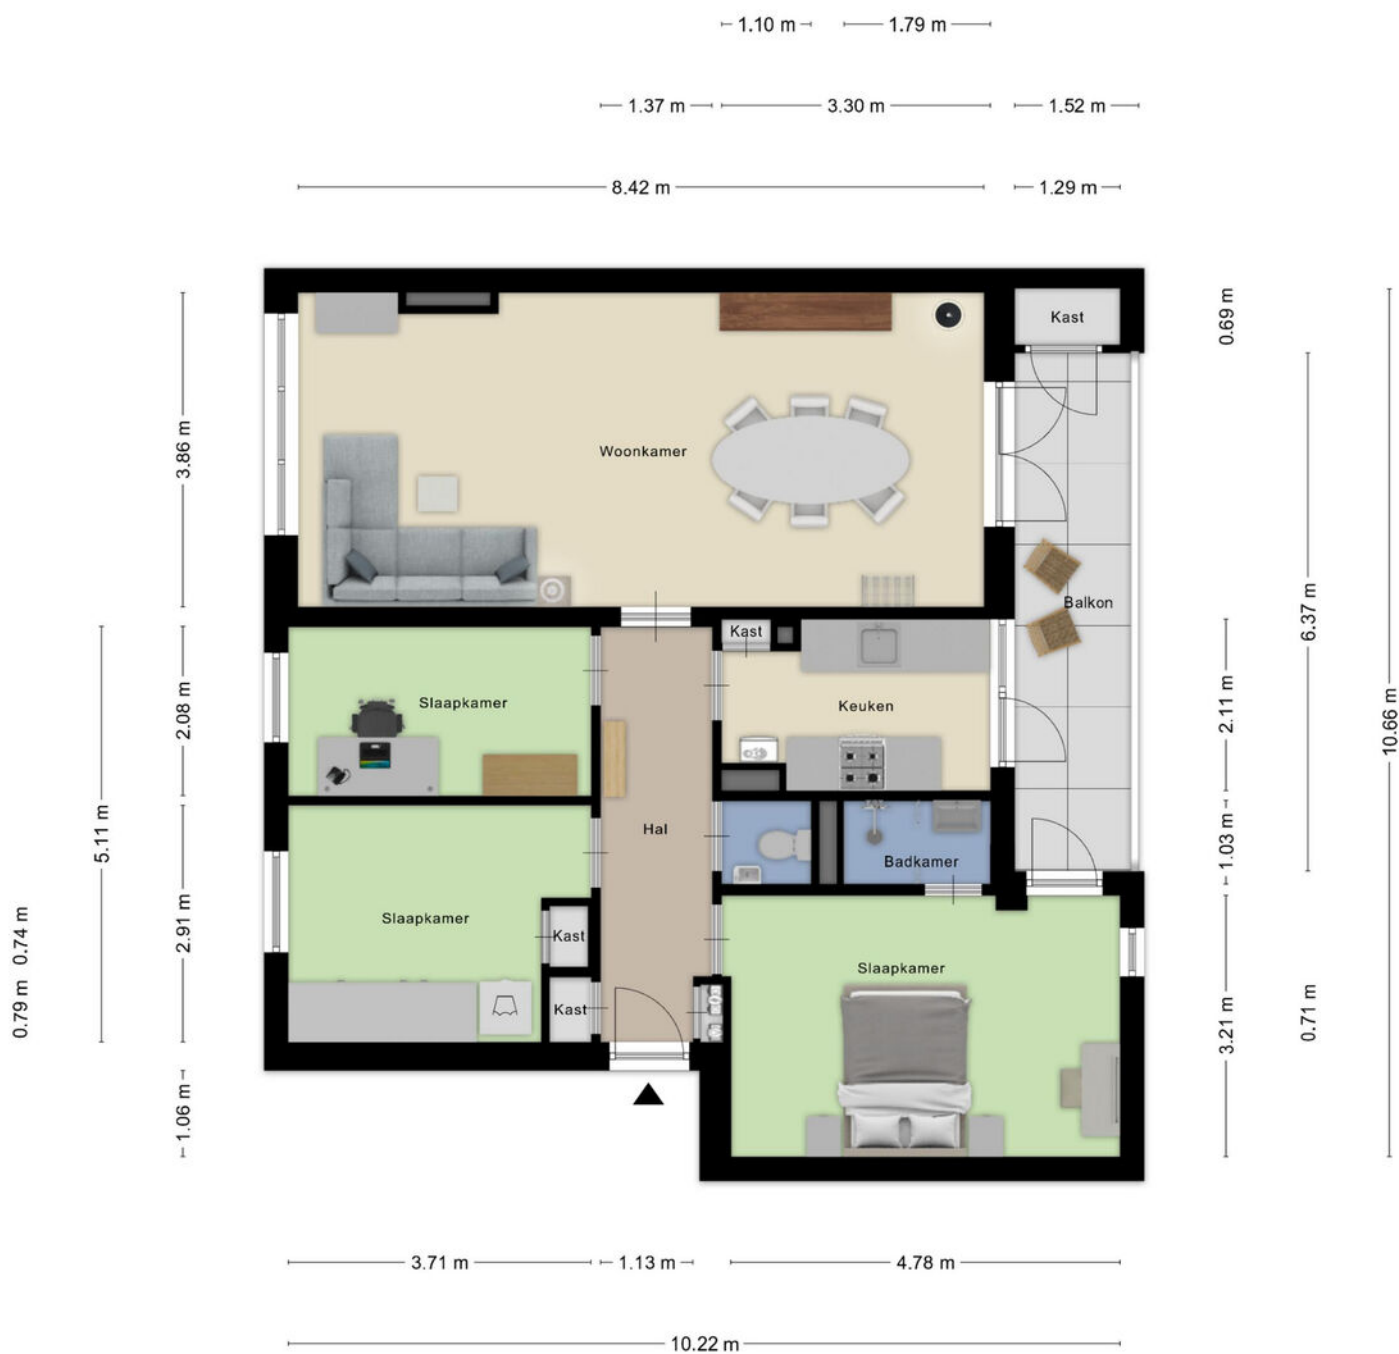 1.10 m 1.79 m
1.37 m 3.30 m 1.52 m
8.42 m 1.29 m
Kast
0.69 m
Woonkamer
3.86 m
Balkon
6.37 m
10.66 m
Kast
Slaapkamer
Keuken
2.08 m
2.11 m
5.11 m
Hal
Badkamer
1.03 m
Slaapkamer
Kast
2.91 m
0.74 m
Slaapkamer
Kast
0.79 m
3.21 m
0.71 m
1.06 m
3.71 m 1.13 m 4.78 m
10.22 m